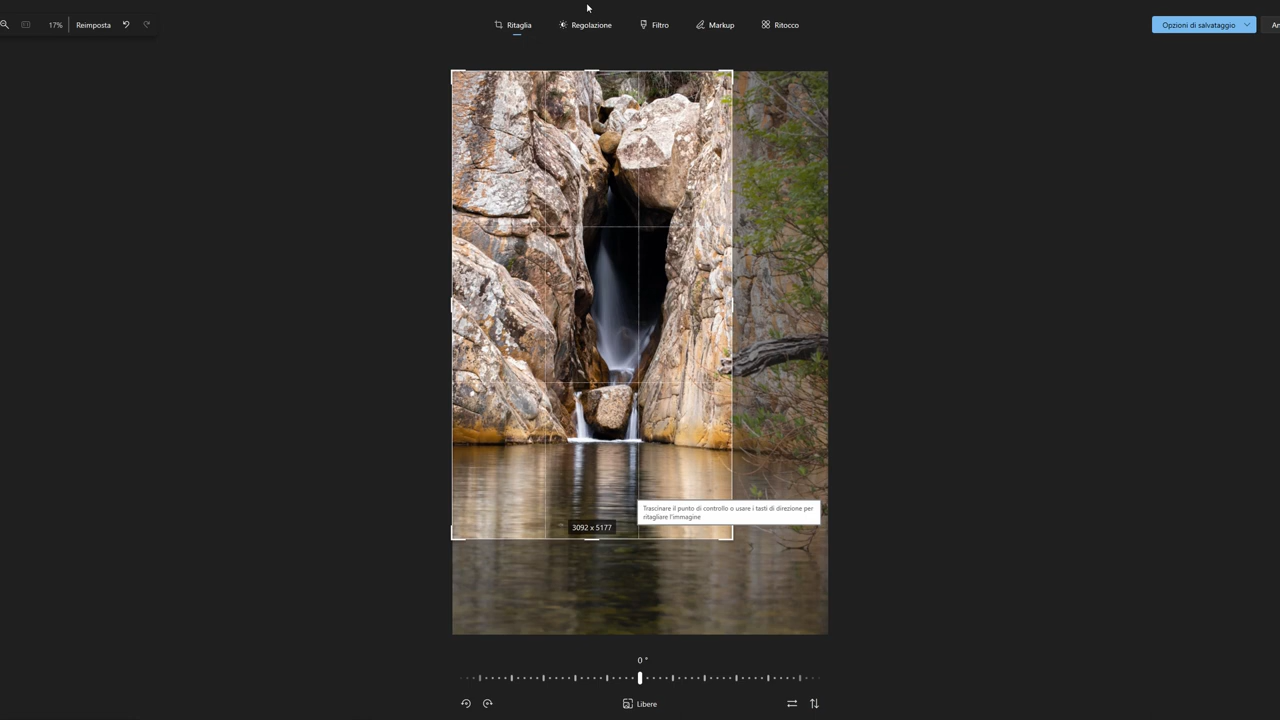 17%
Reimposta
Ritaglia
Regolazione
Filtro
Markup
Ritocco
Opzioni di salvataggio
Trascinare il punto di controllo o usare i tasti di direzione per
ritagliare l'immagine
3092 x 5177
0 °
Libere